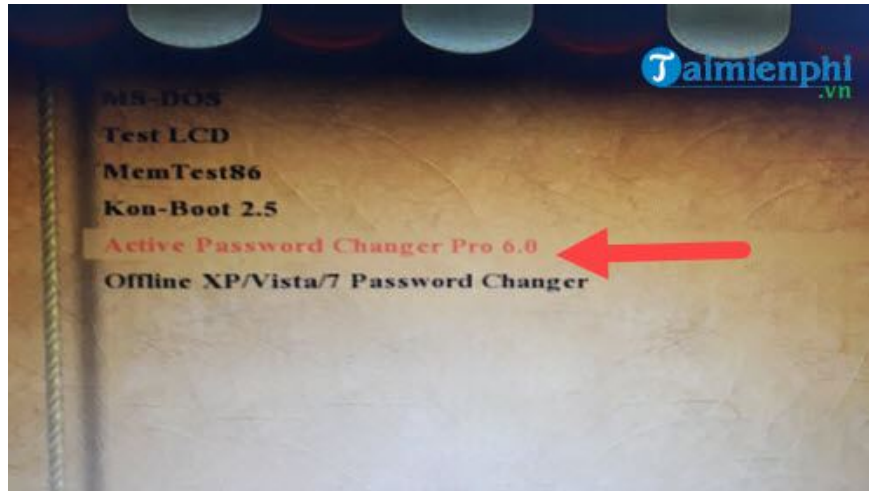 Taimienphi
.vn
MS-DOS
Test LCD
MemTest86
Kon-Boot 2.5
Active Password Changer Pro 6.0
Offline XP/Vista/7 Password Changer